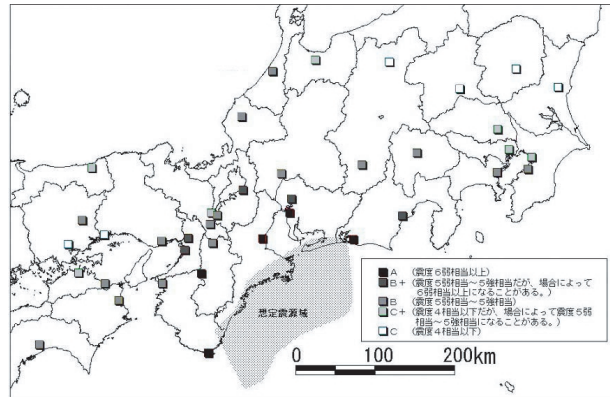 想定震源域
A （震度６弱相当以上）
B＋（震度５弱相当～５強相当だが、場合によって
６弱相当以上になることがある。）
B （震度５弱相当～５強相当）
C＋（震度４相当以下だが、場合によって震度５弱
相当～５強相当になることがある。）
C （震度４相当以下）
0 100 200km